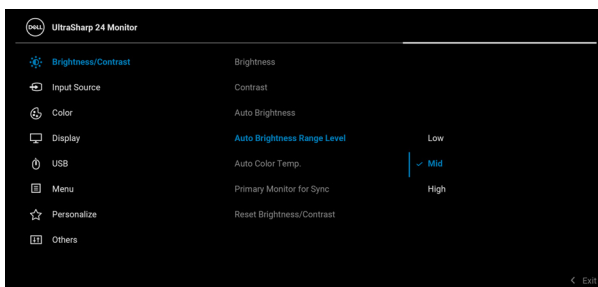 DELL UltraSharp 24 Monitor
Brightness/Contrast Brightness
Input Source Contrast
Color Auto Brightness
Display Auto Brightness Range Level Low
USB Auto Color Temp. Mid
Menu Primary Monitor for Sync High
Personalize Reset Brightness/Contrast
Others
Exit